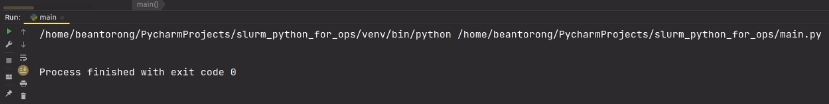 main()
Run: main
/home/beantorong/PycharmProjects/slurm_python_for_ops/venv/bin/python /home/beantorong/PycharmProjects/slurm_python_for_ops/main.py
Process finished with exit code 0